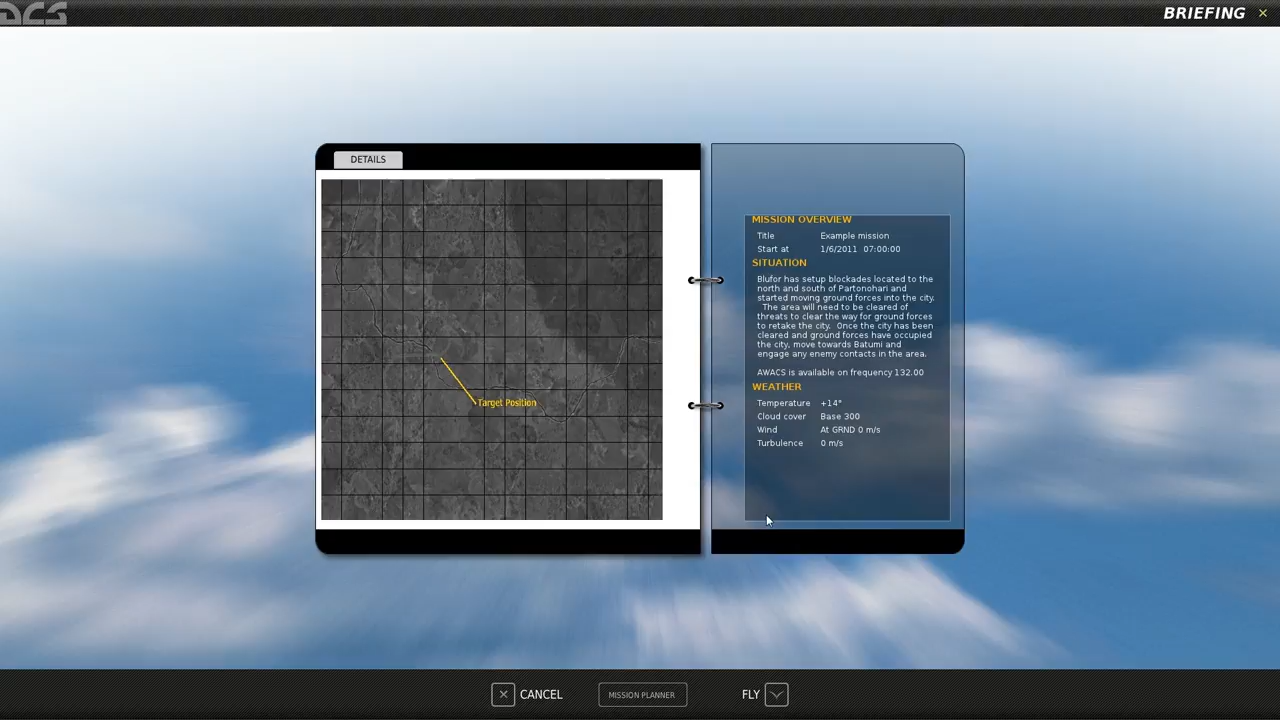 DCS
BRIEFING
DETAILS
Target Position
MISSION OVERVIEW
Title Example mission
Start at 1/6/2011 07:00:00
SITUATION
Blufor has setup blockades located to the
north and south of Partonohari and
started moving ground forces into the city.
The area will need to be cleared of
threats to clear the way for ground forces
to retake the city. Once the city has been
cleared and ground forces have occupied
the city, move towards Batumi and
engage any enemy contacts in the area.
AWACS is available on frequency 132.00
WEATHER
Temperature +14°
Cloud cover Base 300
Wind At GRND 0 m/s
Turbulence 0 m/s
CANCEL
MISSION PLANNER
FLY